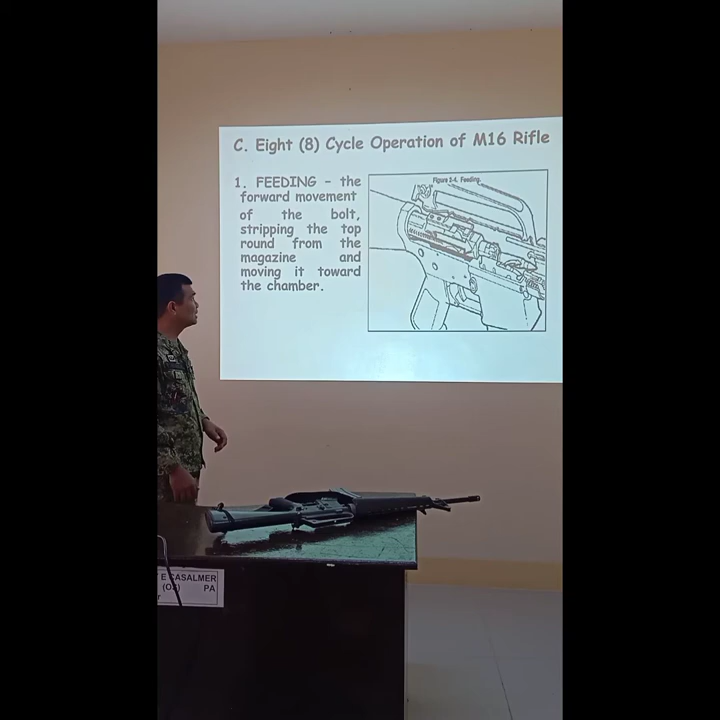 C. Eight (8) Cycle Operation of M16 Rifle
1. FEEDING – the
forward movement
of the bolt,
stripping the top
round from the
magazine and
moving it toward
the chamber.
Figure 2-4. Feeding.
E CASALMER
PA